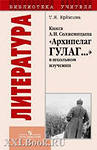 БИБЛИОТЕКА УЧИТЕЛЯ
ЛИТЕРАТУРА
Книга
А.И. Солженицына
«Архипелаг
ГУЛАГ...»
в школьном
изучении